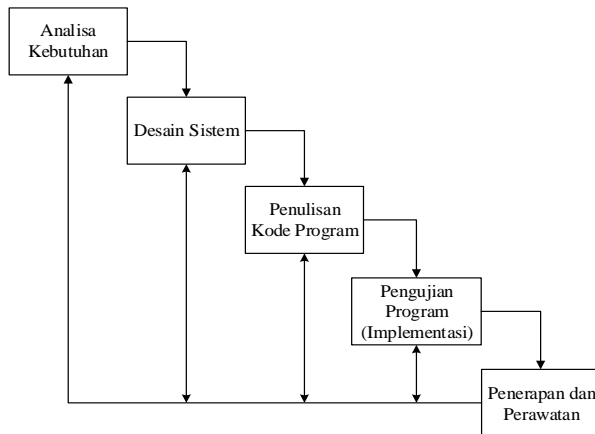 Analisa
Kebutuhan
Desain Sistem
Penulisan
Kode Program
Pengujian
Program
(Implementasi)
Penerapan dan
Perawatan